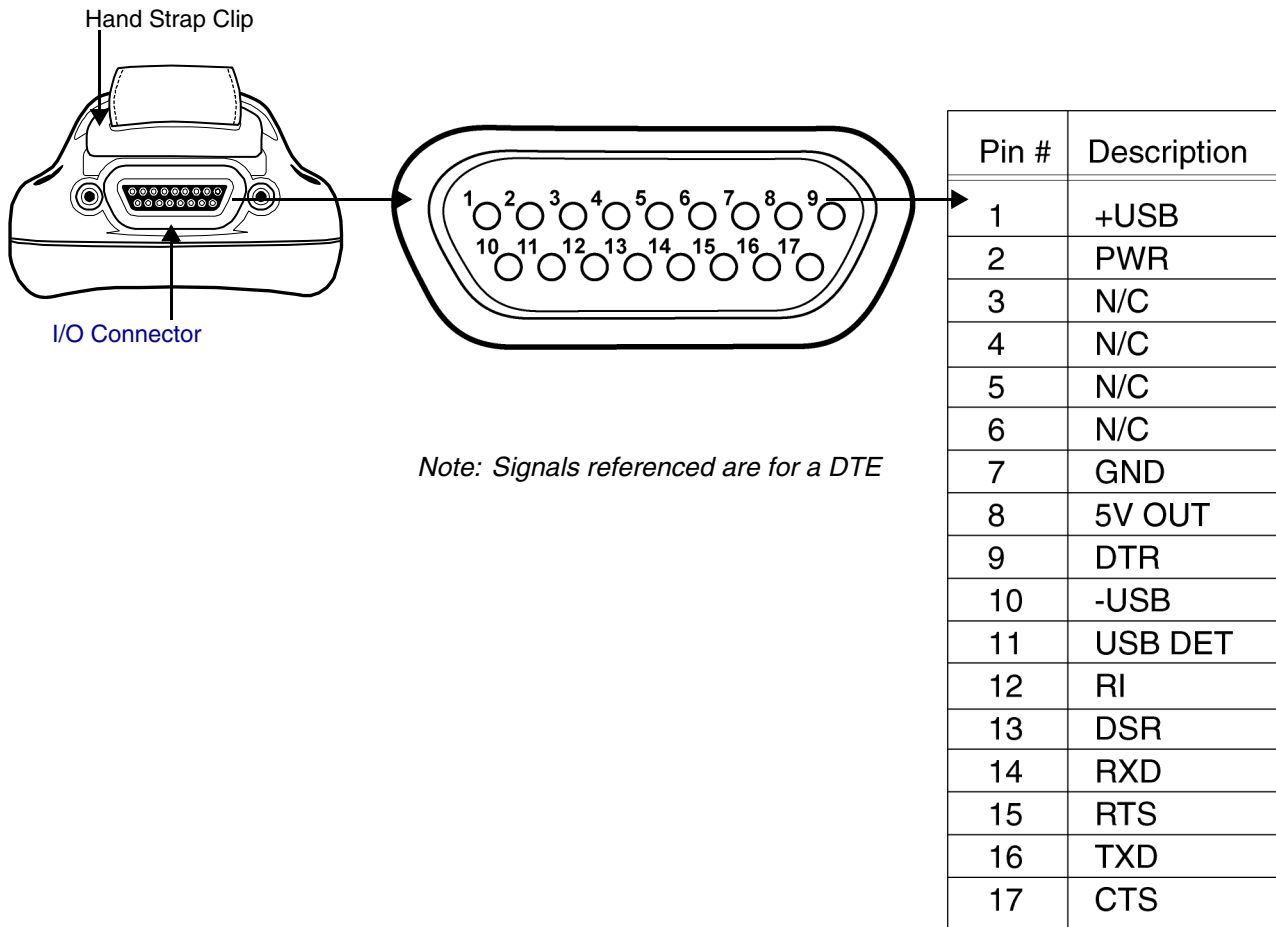 Hand Strap Clip
I/O Connector
1 2 3 4 5 6 7 8 9
10 11 12 13 14 15 16 17
Note: Signals referenced are for a DTE
Pin # Description
1 +USB
2 PWR
3 N/C
4 N/C
5 N/C
6 N/C
7 GND
8 5V OUT
9 DTR
10 -USB
11 USB DET
12 RI
13 DSR
14 RXD
15 RTS
16 TXD
17 CTS